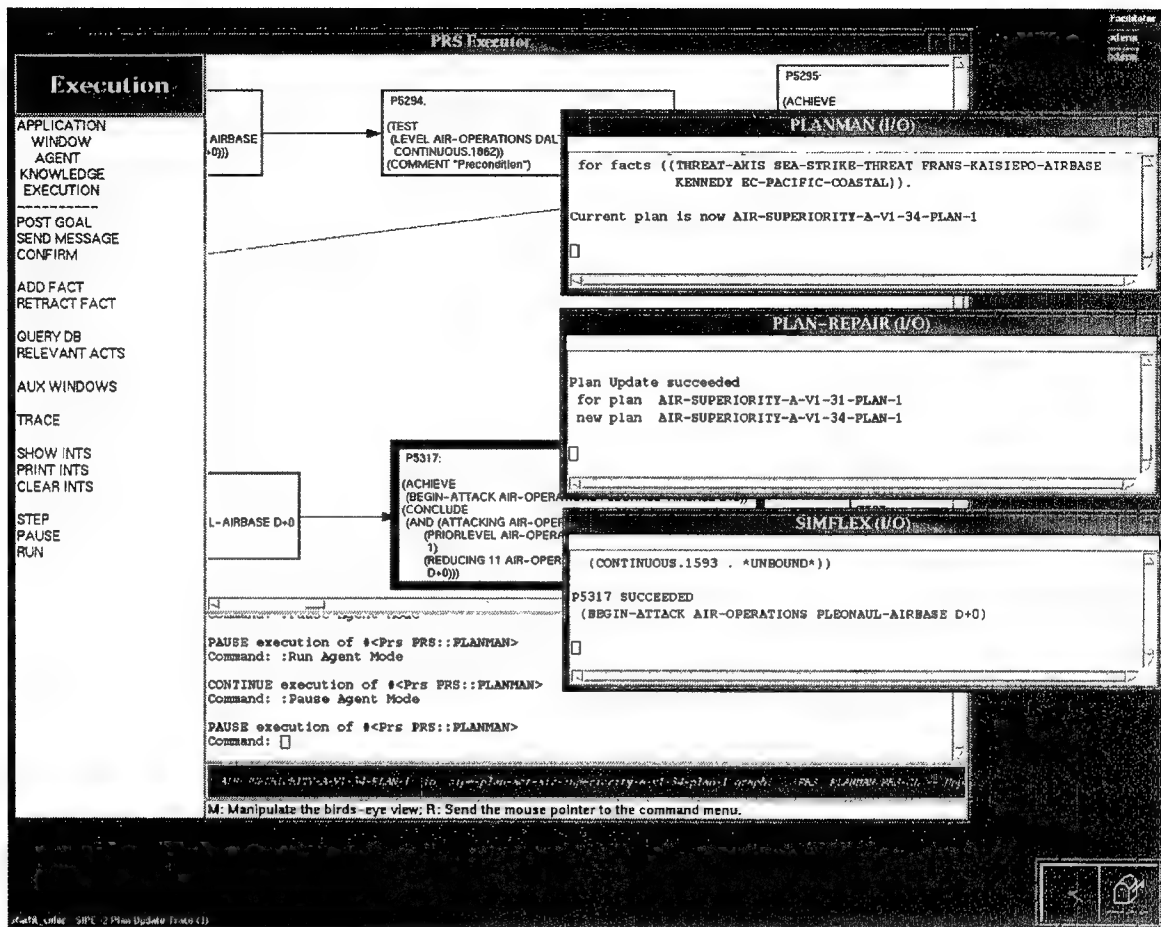 Facilitator
PRS Executor
Execution
APPLICATION
WINDOW
AGENT
KNOWLEDGE
EXECUTION
----------
POST GOAL
SEND MESSAGE
CONFIRM
ADD FACT
RETRACT FACT
QUERY DB
RELEVANT ACTS
AUX WINDOWS
TRACE
SHOW INTS
PRINT INTS
CLEAR INTS
STEP
PAUSE
RUN
AIRBASE
P5294:
(TEST
(LEVEL AIR-OPERATIONS DAL
CONTINUOUS.1862))
(COMMENT "Precondition")
P5295:
(ACHIEVE
PLANMAN (I/O)
for facts ((THREAT-AXIS SEA-STRIKE-THREAT FRANS-KAISIEPO-AIRBASE
KENNEDY EC-PACIFIC-COASTAL)).
Current plan is now AIR-SUPERIORITY-A-V1-34-PLAN-1
PLAN-REPAIR (I/O)
Plan Update succeeded
for plan AIR-SUPERIORITY-A-V1-31-PLAN-1
new plan AIR-SUPERIORITY-A-V1-34-PLAN-1
L-AIRBASE D+0
P5317:
(ACHIEVE
(BEGIN-ATTACK AIR-OPERA
(CONCLUDE
(AND (ATTACKING AIR-OPER
(PRIORLEVEL AIR-OPERA
1)
(REDUCING 11 AIR-OPER
D+0)))
SIMFLEX (I/O)
(CONTINUOUS.1593 . *UNBOUND*))
P5317 SUCCEEDED
(BEGIN-ATTACK AIR-OPERATIONS PLEONAUL-AIRBASE D+0)
PAUSE execution of #<Prs PRS::PLANMAN>
Command: :Run Agent Mode
CONTINUE execution of #<Prs PRS::PLANMAN>
Command: :Pause Agent Mode
PAUSE execution of #<Prs PRS::PLANMAN>
Command:
M: Manipulate the birds-eye view; R: Send the mouse pointer to the command menu.
SIPE-2 Plan Update Trace (1)